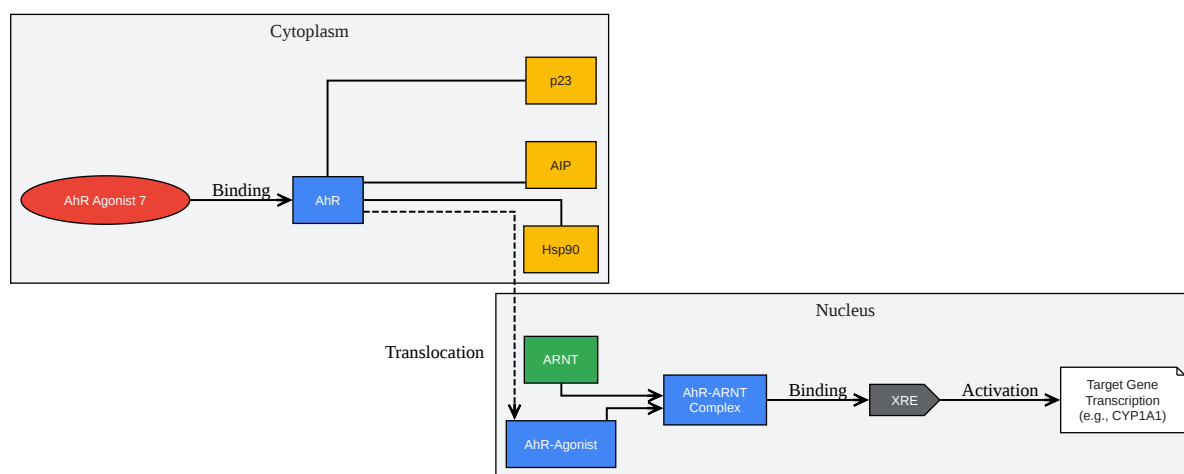 Cytoplasm
p23
AIP
AhR Agonist 7
Binding
AhR
Hsp90
Translocation
Nucleus
ARNT
AhR-Agonist
AhR-ARNT
Complex
Binding
XRE
Activation
Target Gene
Transcription
(e.g., CYP1A1)